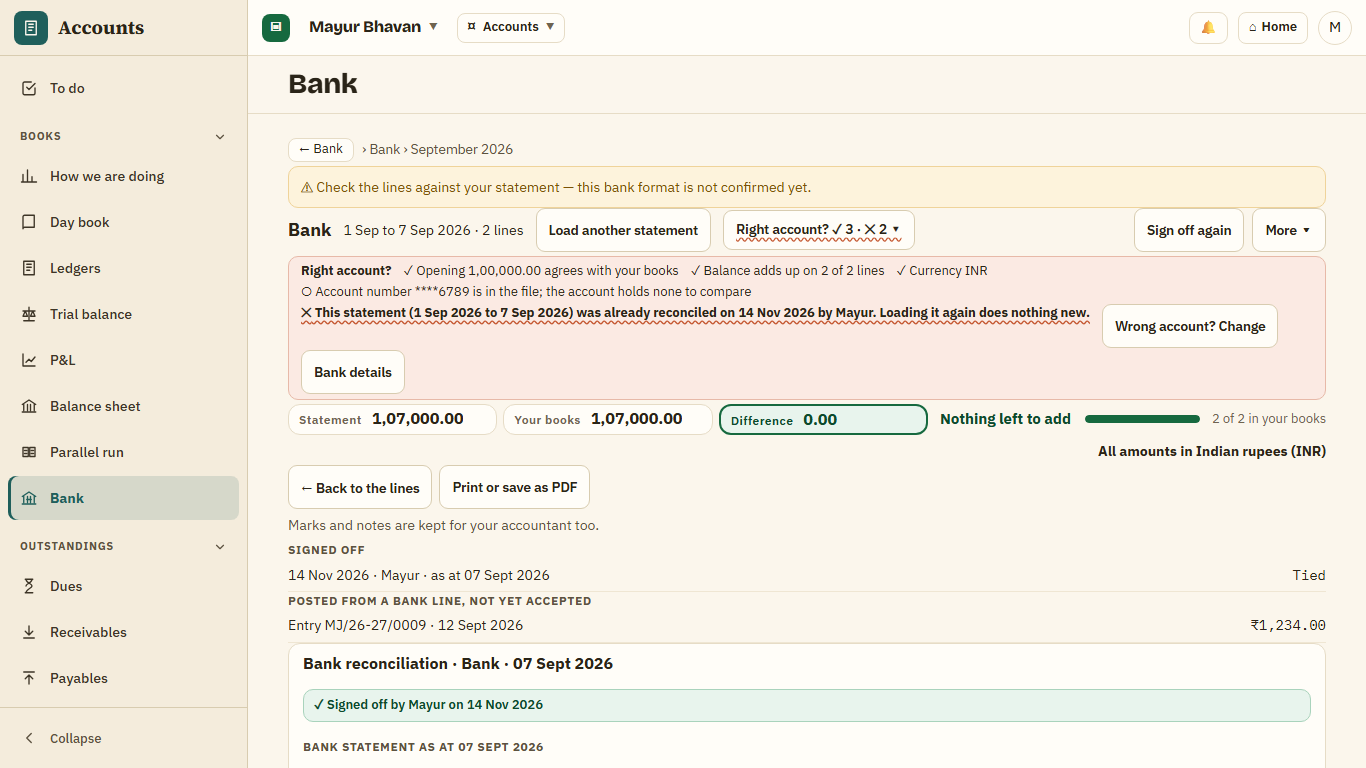 Accounts
Mayur Bhavan ▼
¤ Accounts ▼
⌂ Home
M
To do
BOOKS
How we are doing
Day book
Ledgers
Trial balance
P&L
Balance sheet
Parallel run
Bank
OUTSTANDINGS
Dues
Receivables
Payables
Collapse
Bank
← Bank › Bank › September 2026
⚠ Check the lines against your statement — this bank format is not confirmed yet.
Bank 1 Sep to 7 Sep 2026 · 2 lines
Load another statement
Right account? ✓ 3 · ✕ 2 ▾
Sign off again
More ▾
Right account? ✓ Opening 1,00,000.00 agrees with your books ✓ Balance adds up on 2 of 2 lines ✓ Currency INR
○ Account number ****6789 is in the file; the account holds none to compare
✕ This statement (1 Sep 2026 to 7 Sep 2026) was already reconciled on 14 Nov 2026 by Mayur. Loading it again does nothing new.
Wrong account? Change
Bank details
Statement 1,07,000.00
Your books 1,07,000.00
Difference 0.00
Nothing left to add
2 of 2 in your books
All amounts in Indian rupees (INR)
← Back to the lines
Print or save as PDF
Marks and notes are kept for your accountant too.
SIGNED OFF
14 Nov 2026 · Mayur · as at 07 Sept 2026 Tied
POSTED FROM A BANK LINE, NOT YET ACCEPTED
Entry MJ/26-27/0009 · 12 Sept 2026 ₹1,234.00
Bank reconciliation · Bank · 07 Sept 2026
✓ Signed off by Mayur on 14 Nov 2026
BANK STATEMENT AS AT 07 SEPT 2026